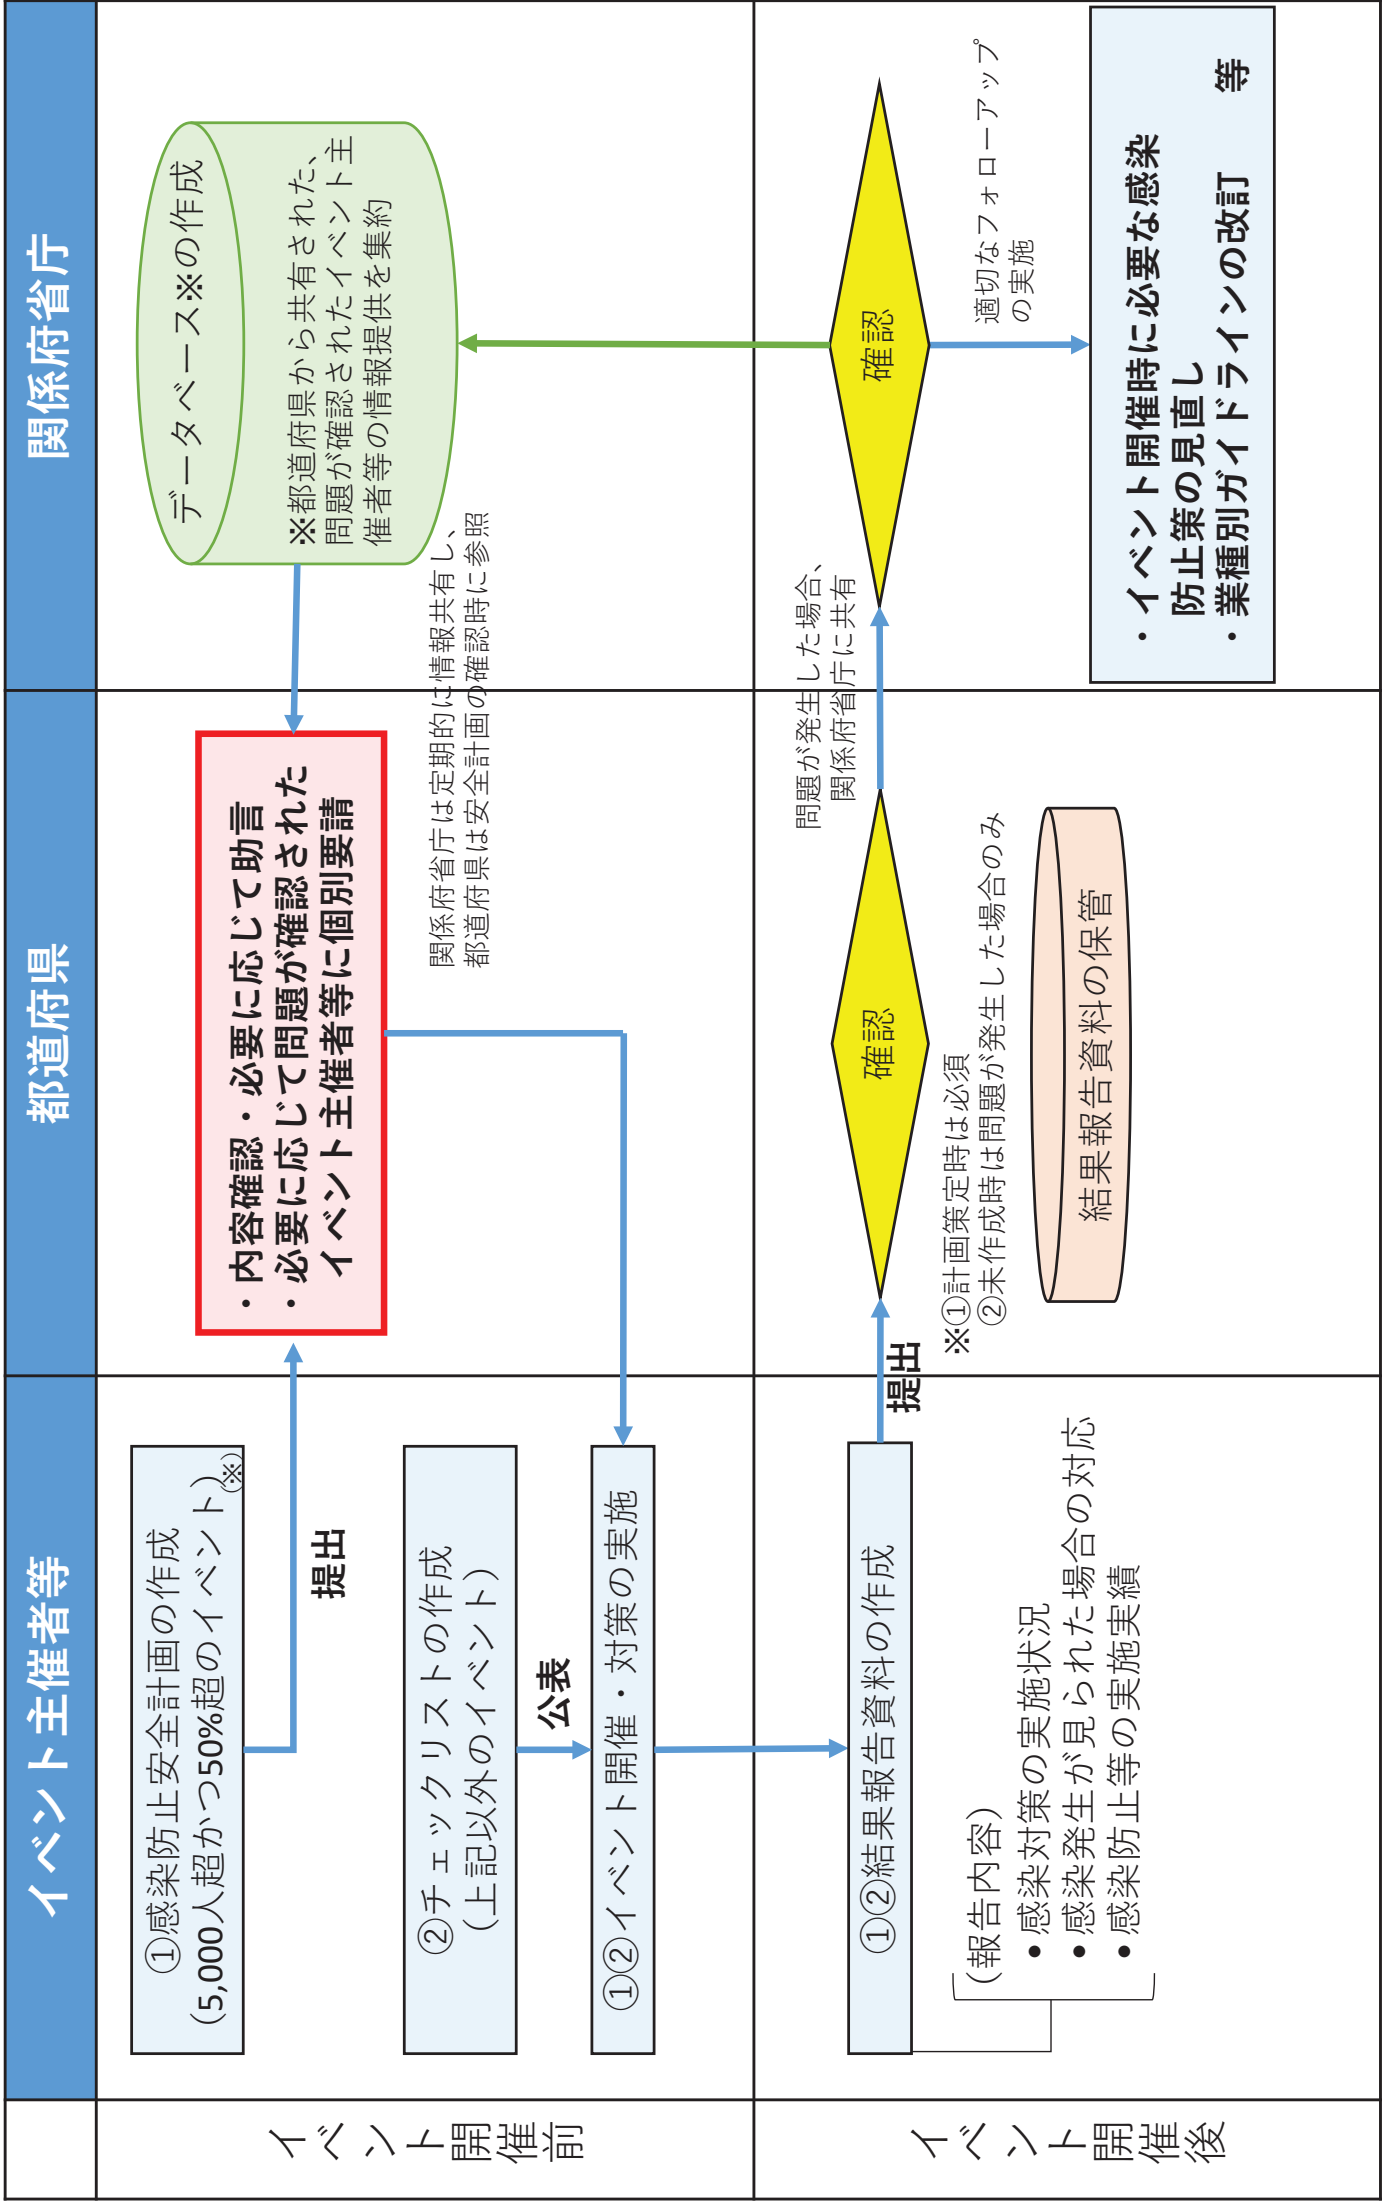 イベント主催者等
都道府県
関係府省庁
イベント開催前
①感染防止安全計画の作成
（5,000人超かつ50%超のイベント）
（※）
提出
・内容確認・必要に応じて助言
・必要に応じて問題が確認された
イベント主催者等に個別要請
データベース※の作成
※都道府県から共有された、
問題が確認されたイベント主
催者等の情報提供を集約
関係府省庁は定期的に情報共有し、
都道府県は安全計画の確認時に参照
②チェックリストの作成
（上記以外のイベント）
公表
①②イベント開催・対策の実施
イベント開催後
①②結果報告資料の作成
提出
確認
問題が発生した場合、
関係府省庁に共有
確認
適切なフォローアップ
の実施
※①計画策定時は必須
②未作成時は問題が発生した場合のみ
（報告内容）
• 感染対策の実施状況
• 感染発生が見られた場合の対応
• 感染防止等の実施実績
結果報告資料の保管
・イベント開催時に必要な感染
防止策の見直し
・業種別ガイドラインの改訂　　等